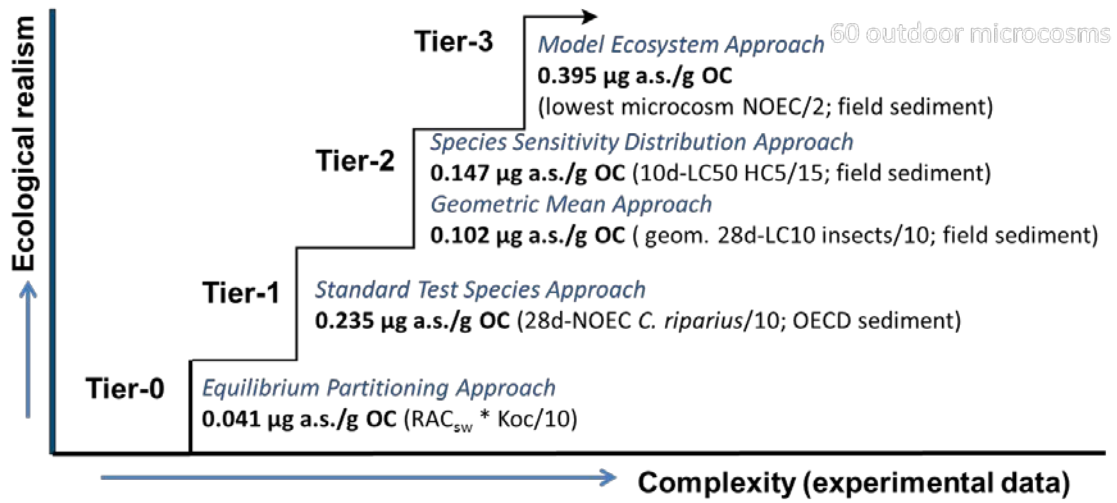 60 outdoor microcosms
Tier-3
Model Ecosystem Approach
0.395 µg a.s./g OC
(lowest microcosm NOEC/2; field sediment)
Tier-2
Species Sensitivity Distribution Approach
0.147 µg a.s./g OC (10d-LC50 HC5/15; field sediment)
Geometric Mean Approach
0.102 µg a.s./g OC ( geom. 28d-LC10 insects/10; field sediment)
Tier-1
Standard Test Species Approach
0.235 µg a.s./g OC (28d-NOEC C. riparius/10; OECD sediment)
Tier-0
Equilibrium Partitioning Approach
0.041 µg a.s./g OC (RACsw * Koc/10)
Ecological realism
Complexity (experimental data)